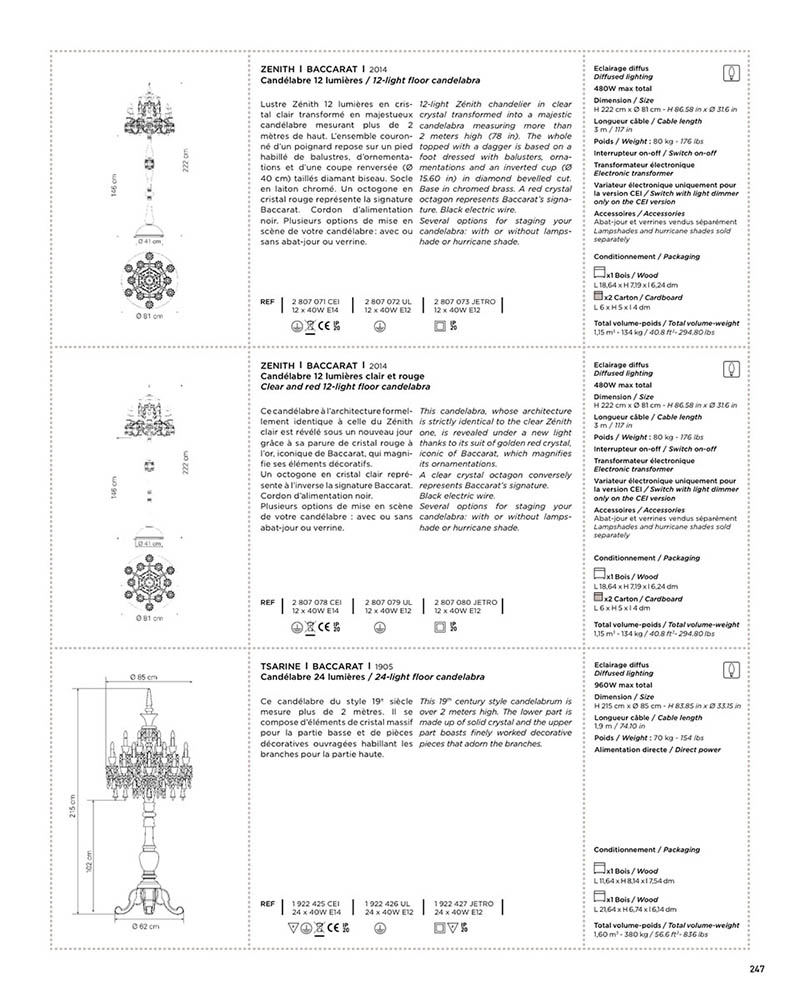 ZENITH | BACCARAT | 2014
Candélabre 12 lumières / 12-light floor candelabra
Lustre Zénith 12 lumières en cris-
tal clair transformé en majestueux
candélabre mesurant plus de 2
mètres de haut. L'ensemble couron-
né d'un poignard repose sur un pied
habillé de balustres, d'ornementa-
tions et d'une coupe renversée (Ø
40 cm) taillés diamant biseau. Socle
en laiton chromé. Un octogone en
cristal rouge représente la signature
Baccarat. Cordon d'alimentation
noir. Plusieurs options de mise en
scène de votre candélabre : avec ou
sans abat-jour ou verrine.
12-light Zénith chandelier in clear
crystal transformed into a majestic
candelabra measuring more than
2 meters high (78 in). The whole
topped with a dagger is based on a
foot dressed with balusters, orna-
mentations and an inverted cup (Ø
15.60 in) in diamond bevelled cut.
Base in chromed brass. A red crystal
octagon represents Baccarat's signa-
ture. Black electric wire.
Several options for staging your
candelabra: with or without lamps-
hade or hurricane shade.
REF | 2 807 071 CEI | 2 807 072 UL | 2 807 073 JETRO |
12 x 40W E14 12 x 40W E12 12 x 40W E12
CE IP 20 IP 20
146 cm
222 cm
Ø 41 cm
Ø 81 cm
Eclairage diffus
Diffused lighting
480W max total
Dimension / Size
H 222 cm x Ø 81 cm - H 86.58 in x Ø 31.6 in
Longueur câble / Cable length
3 m / 117 in
Poids / Weight : 80 kg - 176 lbs
Interrupteur on-off / Switch on-off
Transformateur électronique
Electronic transformer
Variateur électronique uniquement pour
la version CEI / Switch with light dimmer
only on the CEI version
Accessoires / Accessories
Abat-jour et verrines vendus séparément
Lampshades and hurricane shades sold
separately
Conditionnement / Packaging
x1 Bois / Wood
L 18,64 x H 7,19 x l 6,24 dm
x2 Carton / Cardboard
L 6 x H 5 x l 4 dm
Total volume-poids / Total volume-weight
1,15 m³ - 134 kg / 40.8 ft³- 294.80 lbs
ZENITH | BACCARAT | 2014
Candélabre 12 lumières clair et rouge
Clear and red 12-light floor candelabra
Ce candélabre à l'architecture formel-
lement identique à celle du Zénith
clair est révélé sous un nouveau jour
grâce à sa parure de cristal rouge à
l'or, iconique de Baccarat, qui magni-
fie ses éléments décoratifs.
Un octogone en cristal clair repré-
sente à l'inverse la signature Baccarat.
Cordon d'alimentation noir.
Plusieurs options de mise en scène
de votre candélabre : avec ou sans
abat-jour ou verrine.
This candelabra, whose architecture
is strictly identical to the clear Zénith
one, is revealed under a new light
thanks to its suit of golden red crystal,
iconic of Baccarat, which magnifies
its ornamentations.
A clear crystal octagon conversely
represents Baccarat's signature.
Black electric wire.
Several options for staging your
candelabra: with or without lamps-
hade or hurricane shade.
REF | 2 807 078 CEI | 2 807 079 UL | 2 807 080 JETRO |
12 x 40W E14 12 x 40W E12 12 x 40W E12
CE IP 20 IP 20
146 cm
222 cm
Ø 41 cm
Ø 81 cm
Eclairage diffus
Diffused lighting
480W max total
Dimension / Size
H 222 cm x Ø 81 cm - H 86.58 in x Ø 31.6 in
Longueur câble / Cable length
3 m / 117 in
Poids / Weight : 80 kg - 176 lbs
Interrupteur on-off / Switch on-off
Transformateur électronique
Electronic transformer
Variateur électronique uniquement pour
la version CEI / Switch with light dimmer
only on the CEI version
Accessoires / Accessories
Abat-jour et verrines vendus séparément
Lampshades and hurricane shades sold
separately
Conditionnement / Packaging
x1 Bois / Wood
L 18,64 x H 7,19 x l 6,24 dm
x2 Carton / Cardboard
L 6 x H 5 x l 4 dm
Total volume-poids / Total volume-weight
1,15 m³ - 134 kg / 40.8 ft³- 294.80 lbs
TSARINE | BACCARAT | 1905
Candélabre 24 lumières / 24-light floor candelabra
Ce candélabre du style 19e siècle
mesure plus de 2 mètres. Il se
compose d'éléments de cristal massif
pour la partie basse et de pièces
décoratives ouvragées habillant les
branches pour la partie haute.
This 19th century style candelabrum is
over 2 meters high. The lower part is
made up of solid crystal and the upper
part boasts finely worked decorative
pieces that adorn the branches.
REF | 1 922 425 CEI | 1 922 426 UL | 1 922 427 JETRO |
24 x 40W E14 24 x 40W E12 24 x 40W E12
F CE IP 20 F IP 20
Ø 85 cm
215 cm
102 cm
Ø 62 cm
Eclairage diffus
Diffused lighting
960W max total
Dimension / Size
H 215 cm x Ø 85 cm - H 83.85 in x Ø 33.15 in
Longueur câble / Cable length
1,9 m / 74.10 in
Poids / Weight : 70 kg - 154 lbs
Alimentation directe / Direct power
Conditionnement / Packaging
x1 Bois / Wood
L 11,64 x H 8,14 x l 7,54 dm
x1 Bois / Wood
L 21,64 x H 6,74 x l 6,14 dm
Total volume-poids / Total volume-weight
1,60 m³ - 380 kg / 56.6 ft³- 836 lbs
247